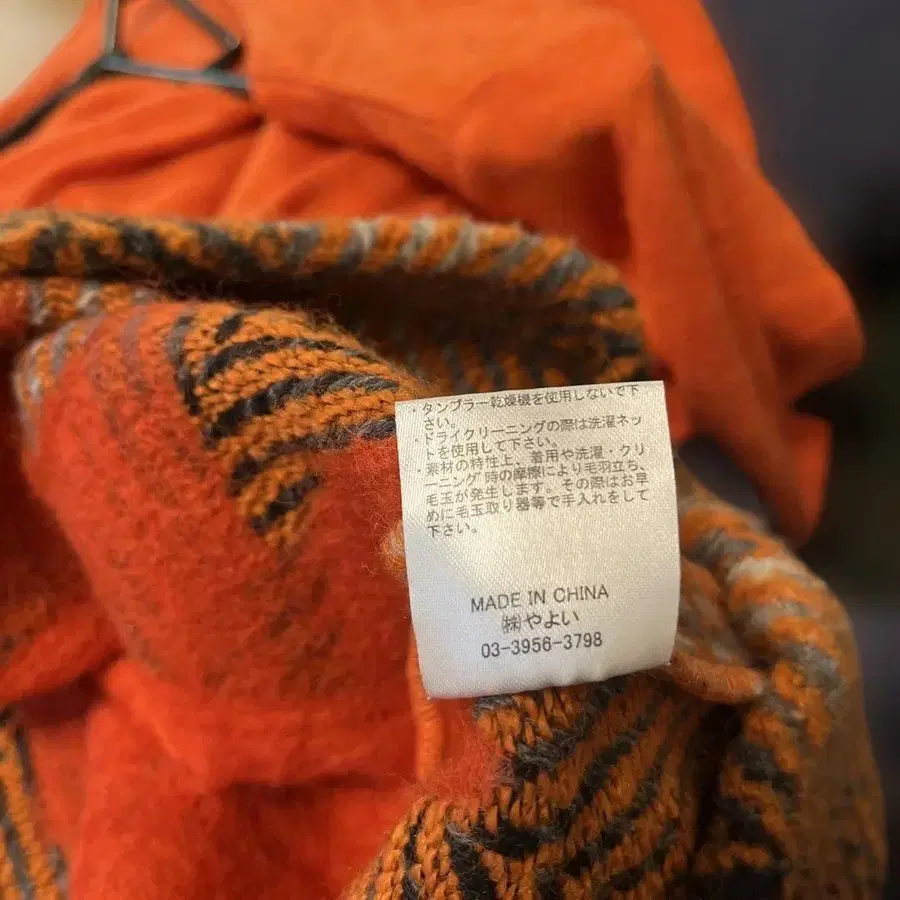 ・タンブラー乾燥機を使用しないで下
さい。
・ドライクリーニングの際は洗濯ネッ
トを使用して下さい。
・素材の特性上、着用や洗濯・クリ
ーニング時の摩擦により毛羽立ち、
毛玉が発生します。その際はお早
めに毛玉取り器等で手入れをして
下さい。
MADE IN CHINA
㈱やよい
03-3956-3798